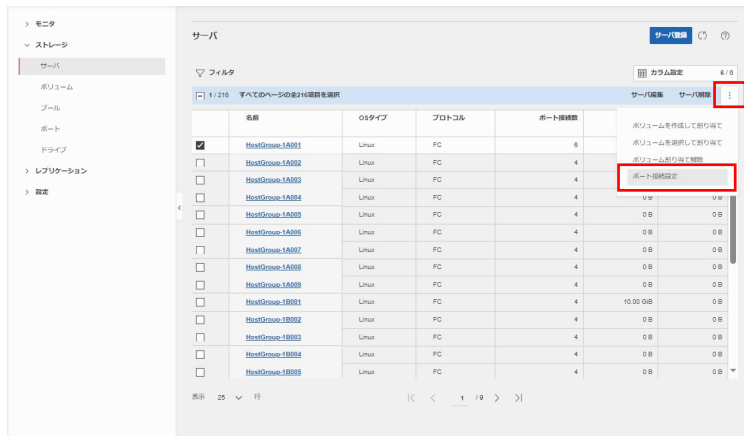 モニタ
ストレージ
サーバ
ボリューム
プール
ポート
ドライブ
レプリケーション
設定
サーバ
サーバ登録
フィルタ
カラム設定 6 / 6
1 / 216 すべてのページの全216項目を選択 サーバ編集 サーバ削除
名前 OSタイプ プロトコル ポート接続数
ボリュームを作成して割り当て
ボリュームを選択して割り当て
ボリューム割り当て解除
ポート接続設定
HostGroup-1A001 Linux FC 6
HostGroup-1A002 Linux FC 4
HostGroup-1A003 Linux FC 4
HostGroup-1A004 Linux FC 4 0 B 0 B
HostGroup-1A005 Linux FC 4 0 B 0 B
HostGroup-1A006 Linux FC 4 0 B 0 B
HostGroup-1A007 Linux FC 4 0 B 0 B
HostGroup-1A008 Linux FC 4 0 B 0 B
HostGroup-1A009 Linux FC 4 0 B 0 B
HostGroup-1B001 Linux FC 4 10.00 GiB 0 B
HostGroup-1B002 Linux FC 4 0 B 0 B
HostGroup-1B003 Linux FC 4 0 B 0 B
HostGroup-1B004 Linux FC 4 0 B 0 B
HostGroup-1B005 Linux FC 4 0 B 0 B
表示 25 行 1 / 9